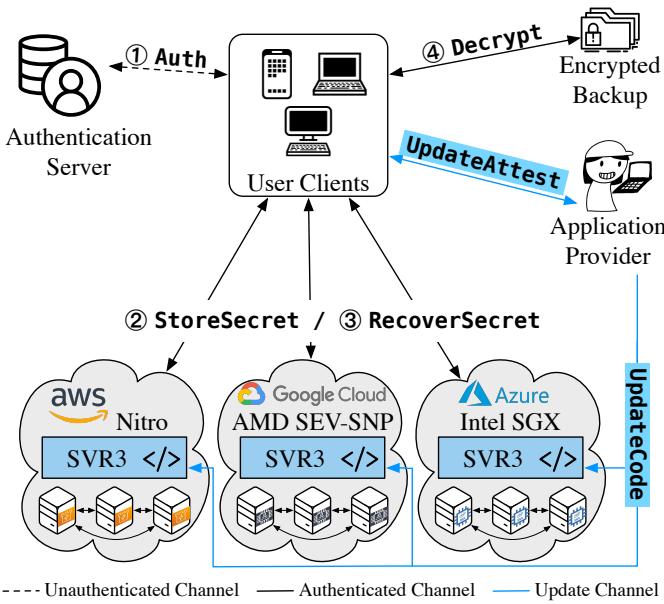 ① Auth
④ Decrypt
Encrypted
Backup
Authentication
Server
User Clients
UpdateAttest
Application
Provider
② StoreSecret / ③ RecoverSecret
aws
Nitro
Google Cloud
AMD SEV-SNP
Azure
Intel SGX
UpdateCode
SVR3 </>
SVR3 </>
SVR3 </>
Unauthenticated Channel
Authenticated Channel
Update Channel